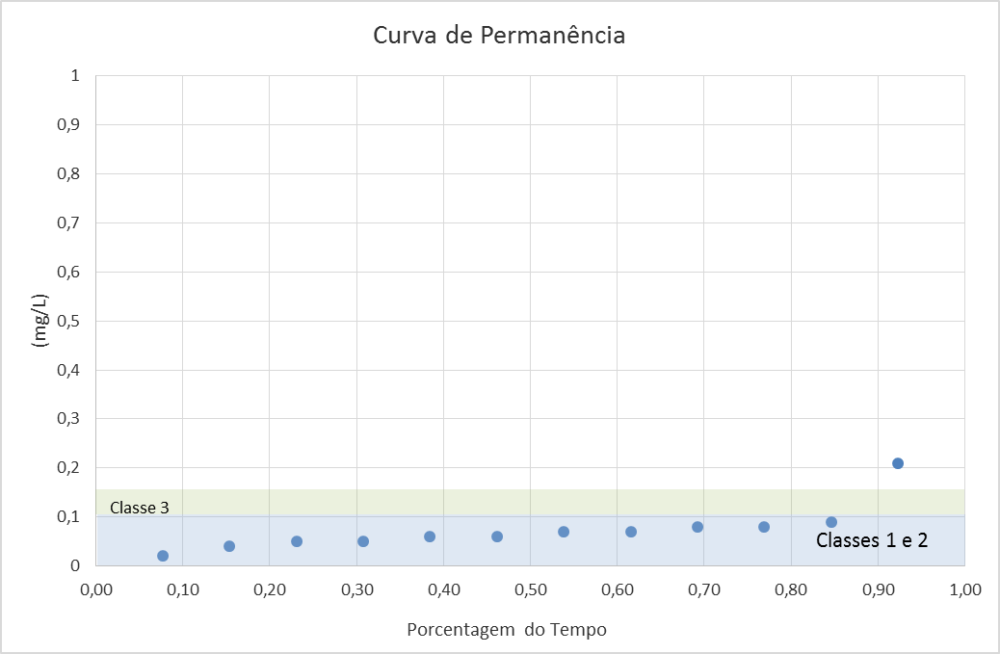 Curva de Permanência
1
0,9
0,8
0,7
0,6
0,5
0,4
0,3
0,2
0,1
0
(mg/L)
Classe 3
Classes 1 e 2
0,00 0,10 0,20 0,30 0,40 0,50 0,60 0,70 0,80 0,90 1,00
Porcentagem do Tempo